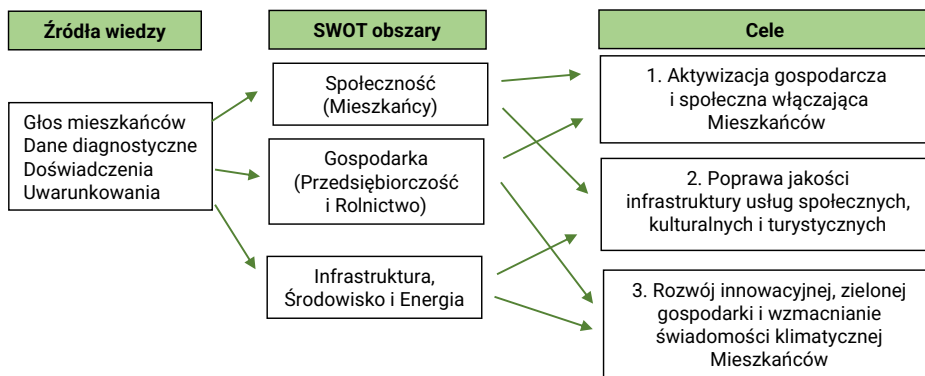 Źródła wiedzy
SWOT obszary
Cele
Głos mieszkańców
Dane diagnostyczne
Doświadczenia
Uwarunkowania
Społeczność
(Mieszkańcy)
Gospodarka
(Przedsiębiorczość
i Rolnictwo)
Infrastruktura,
Środowisko i Energia
1. Aktywizacja gospodarcza
i społeczna włączająca
Mieszkańców
2. Poprawa jakości
infrastruktury usług społecznych,
kulturalnych i turystycznych
3. Rozwój innowacyjnej, zielonej
gospodarki i wzmacnianie
świadomości klimatycznej
Mieszkańców